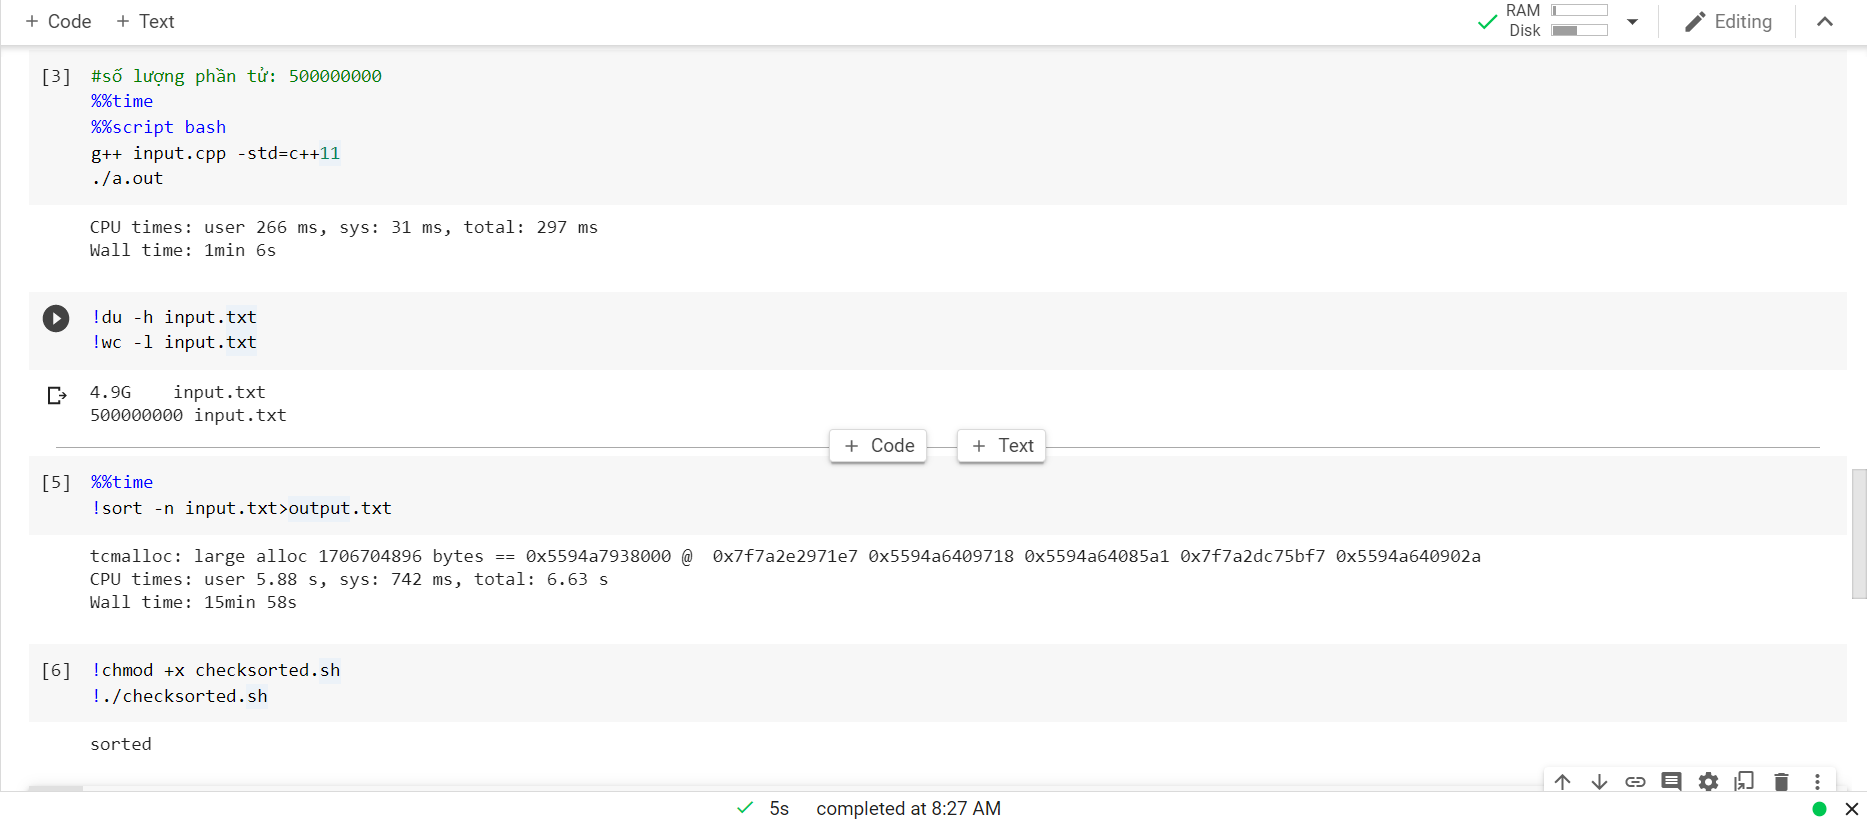 + Code + Text
RAM
Disk
Editing
[3] #số lượng phần tử: 500000000
%%time
%%script bash
g++ input.cpp -std=c++11
./a.out
CPU times: user 266 ms, sys: 31 ms, total: 297 ms
Wall time: 1min 6s
!du -h input.txt
!wc -l input.txt
4.9G    input.txt
500000000 input.txt
+ Code + Text
[5] %%time
!sort -n input.txt>output.txt
tcmalloc: large alloc 1706704896 bytes == 0x5594a7938000 @  0x7f7a2e2971e7 0x5594a6409718 0x5594a64085a1 0x7f7a2dc75bf7 0x5594a640902a
CPU times: user 5.88 s, sys: 742 ms, total: 6.63 s
Wall time: 15min 58s
[6] !chmod +x checksorted.sh
!./checksorted.sh
sorted
5s completed at 8:27 AM